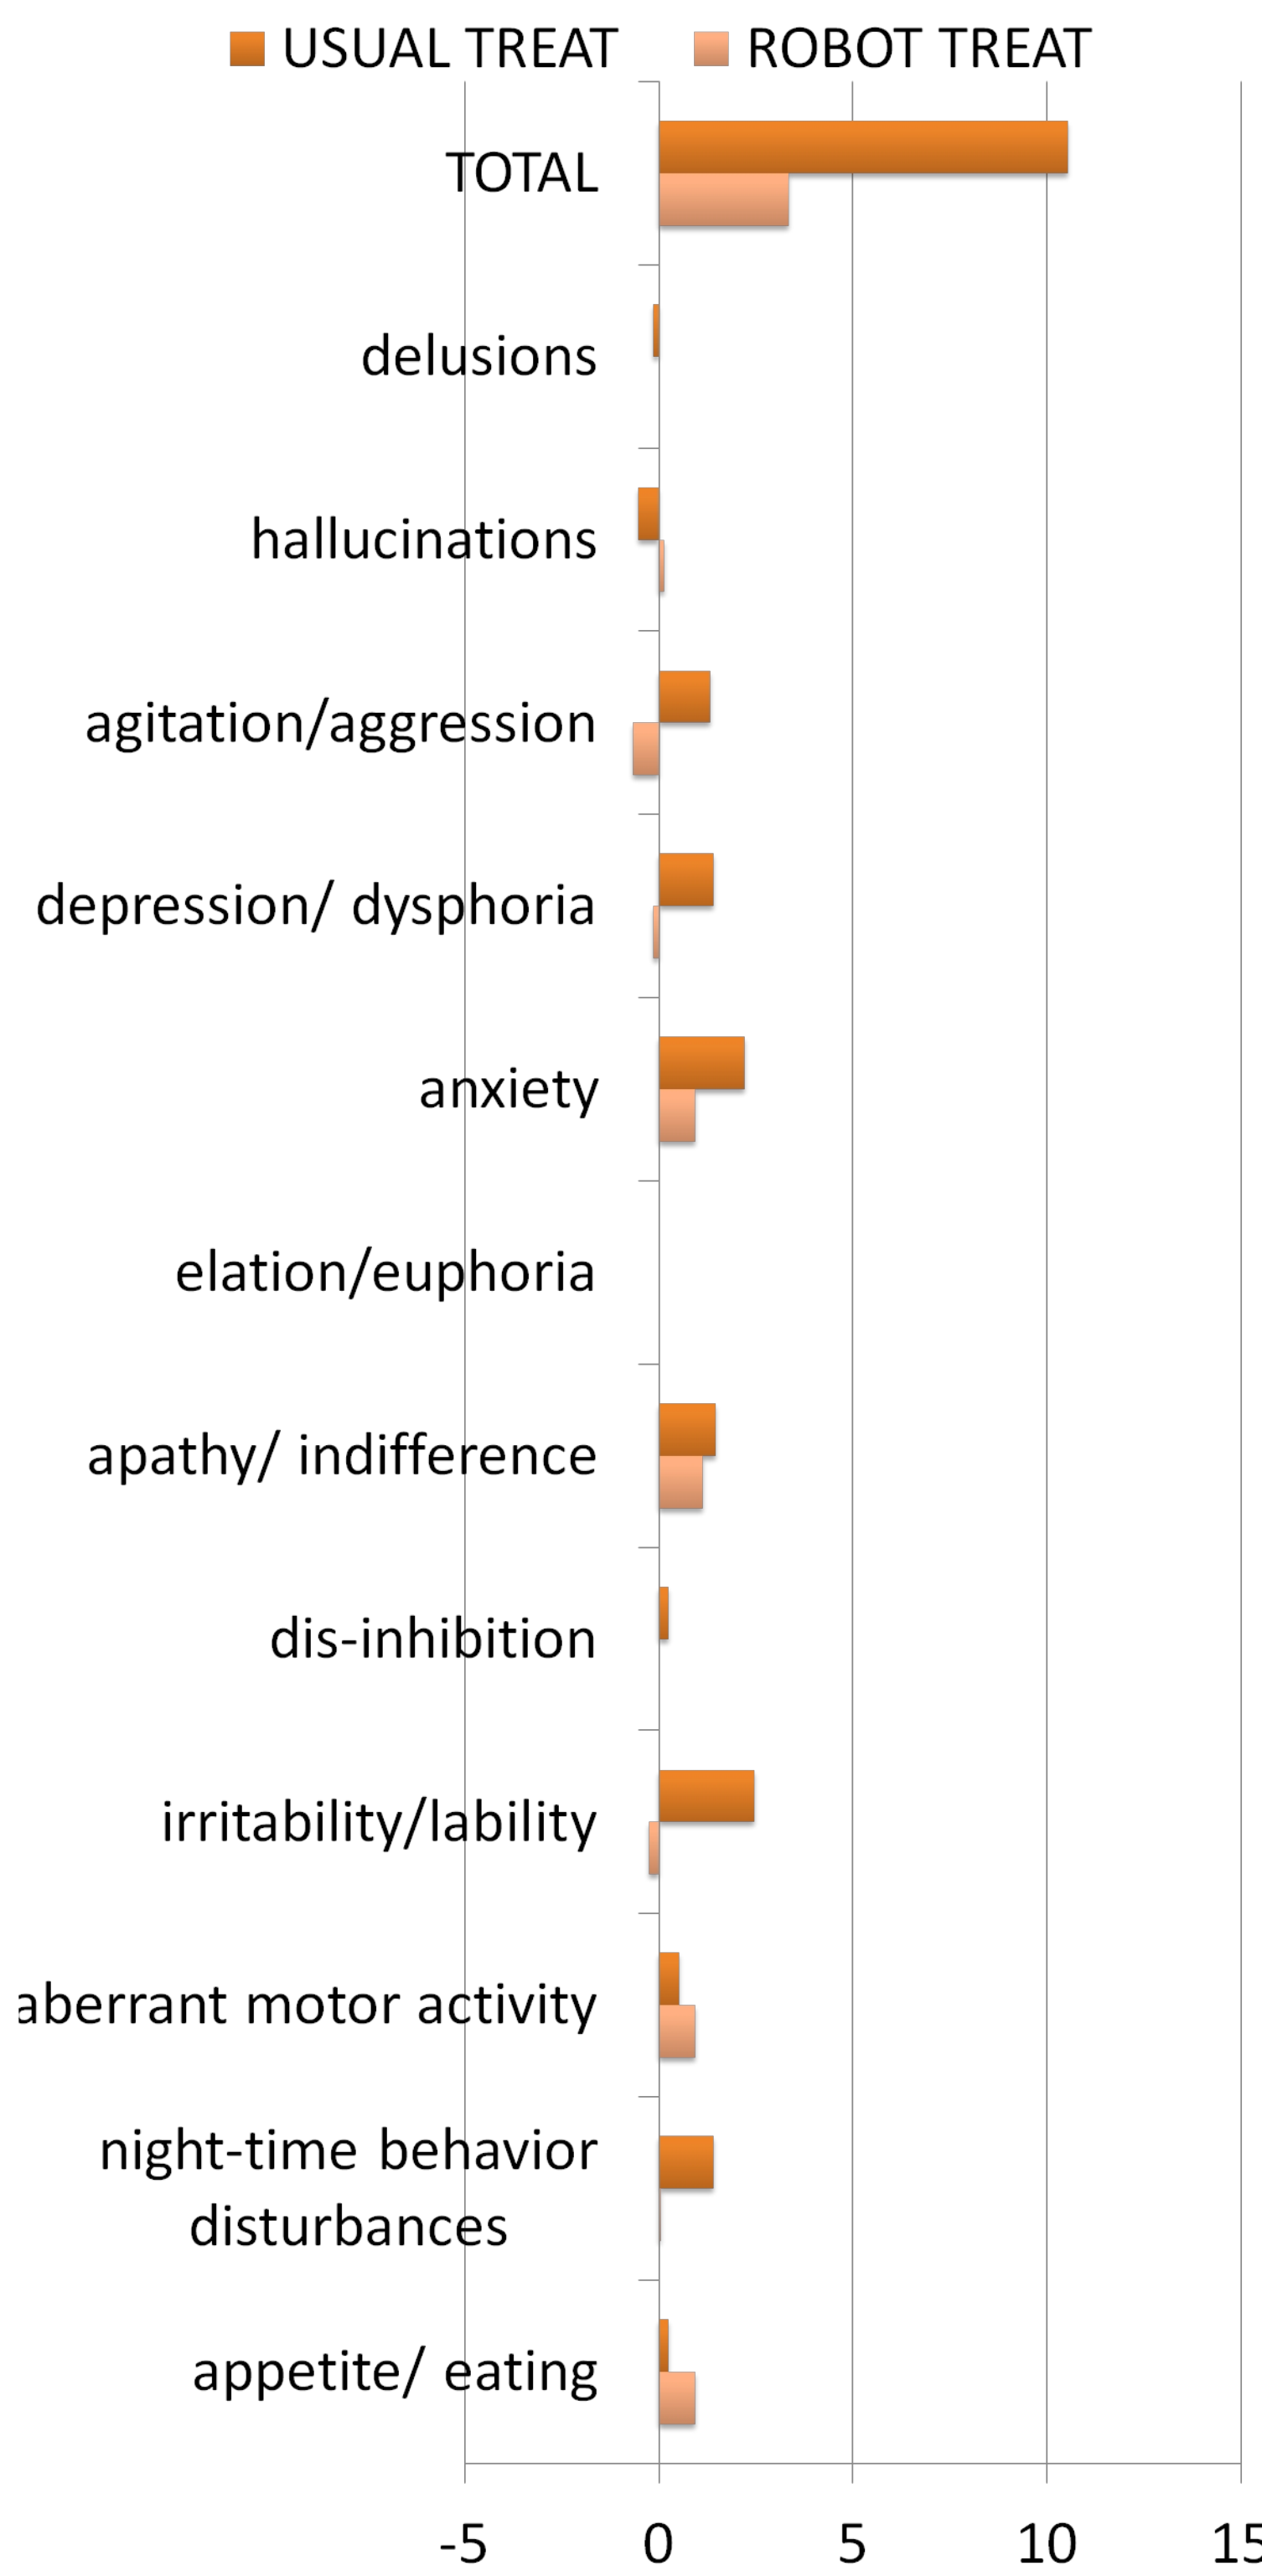 USUAL TREAT ROBOT TREAT
TOTAL
delusions
hallucinations
agitation/aggression
depression/ dysphoria
anxiety
elation/euphoria
apathy/ indifference
dis-inhibition
irritability/lability
aberrant motor activity
night-time behavior
disturbances
appetite/ eating
-5 0 5 10 15